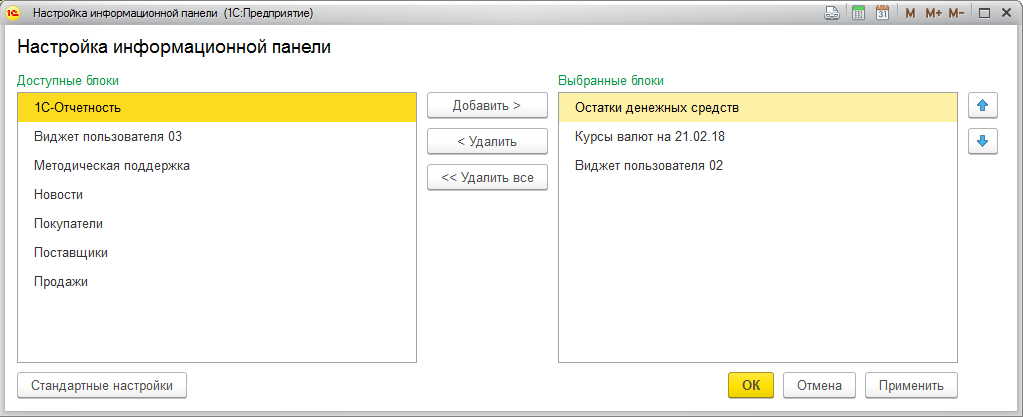 1С Настройка информационной панели (1С:Предприятие) 31 M M+ M-
Настройка информационной панели
Доступные блоки
1С-Отчетность
Виджет пользователя 03
Методическая поддержка
Новости
Покупатели
Поставщики
Продажи
Добавить >
< Удалить
<< Удалить все
Выбранные блоки
Остатки денежных средств
Курсы валют на 21.02.18
Виджет пользователя 02
Стандартные настройки
ОК
Отмена
Применить